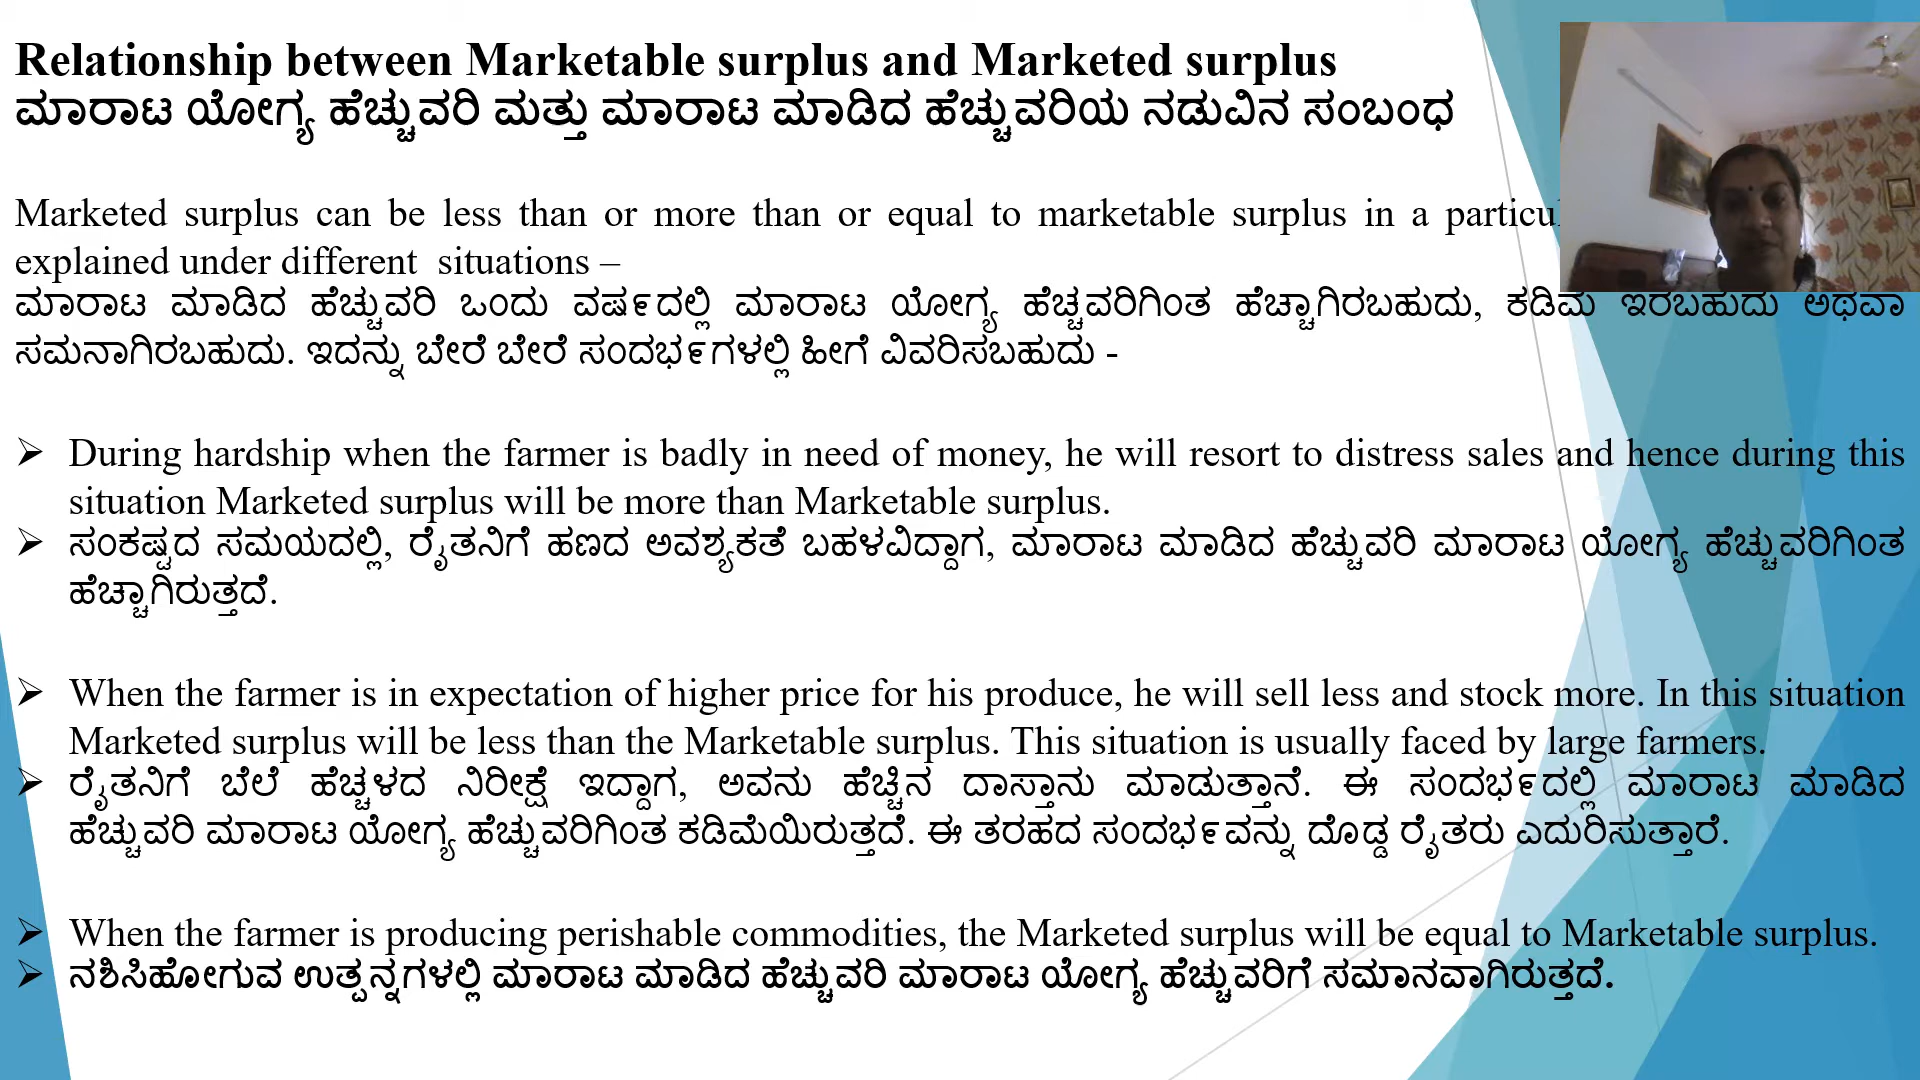 Relationship between Marketable surplus and Marketed surplus
ಮಾರಾಟ ಯೋಗ್ಯ ಹೆಚ್ಚುವರಿ ಮತ್ತು ಮಾರಾಟ ಮಾಡಿದ ಹೆಚ್ಚುವರಿಯ ನಡುವಿನ ಸಂಬಂಧ
Marketed surplus can be less than or more than or equal to marketable surplus in a
explained under different situations –
ಮಾರಾಟ ಮಾಡಿದ ಹೆಚ್ಚುವರಿ ಒಂದು ವರ್ಷದಲ್ಲಿ ಮಾರಾಟ ಯೋಗ್ಯ ಹೆಚ್ಚವರಿಗಿಂತ ಹೆಚ್ಚಾಗಿರಬಹುದು, ಕಡಿಮೆ ಇರಬಹುದು ಅಥವಾ
ಸಮನಾಗಿರಬಹುದು. ಇದನ್ನು ಬೇರೆ ಬೇರೆ ಸಂದರ್ಭಗಳಲ್ಲಿ ಹೀಗೆ ವಿವರಿಸಬಹುದು -
➢ During hardship when the farmer is badly in need of money, he will resort to distress sales and hence during this
situation Marketed surplus will be more than Marketable surplus.
➢ ಸಂಕಷ್ಟದ ಸಮಯದಲ್ಲಿ, ರೈತನಿಗೆ ಹಣದ ಅವಶ್ಯಕತೆ ಬಹಳವಿದ್ದಾಗ, ಮಾರಾಟ ಮಾಡಿದ ಹೆಚ್ಚುವರಿ ಮಾರಾಟ ಯೋಗ್ಯ ಹೆಚ್ಚುವರಿಗಿಂತ
ಹೆಚ್ಚಾಗಿರುತ್ತದೆ.
➢ When the farmer is in expectation of higher price for his produce, he will sell less and stock more. In this situation
Marketed surplus will be less than the Marketable surplus. This situation is usually faced by large farmers.
➢ ರೈತನಿಗೆ ಬೆಲೆ ಹೆಚ್ಚಳದ ನಿರೀಕ್ಷೆ ಇದ್ದಾಗ, ಅವನು ಹೆಚ್ಚಿನ ದಾಸ್ತಾನು ಮಾಡುತ್ತಾನೆ. ಈ ಸಂದರ್ಭದಲ್ಲಿ ಮಾರಾಟ ಮಾಡಿದ
ಹೆಚ್ಚುವರಿ ಮಾರಾಟ ಯೋಗ್ಯ ಹೆಚ್ಚುವರಿಗಿಂತ ಕಡಿಮೆಯಿರುತ್ತದೆ. ಈ ತರಹದ ಸಂದರ್ಭವನ್ನು ದೊಡ್ಡ ರೈತರು ಎದುರಿಸುತ್ತಾರೆ.
➢ When the farmer is producing perishable commodities, the Marketed surplus will be equal to Marketable surplus.
➢ ನಶಿಸಿಹೋಗುವ ಉತ್ಪನ್ನಗಳಲ್ಲಿ ಮಾರಾಟ ಮಾಡಿದ ಹೆಚ್ಚುವರಿ ಮಾರಾಟ ಯೋಗ್ಯ ಹೆಚ್ಚುವರಿಗೆ ಸಮಾನವಾಗಿರುತ್ತದೆ.